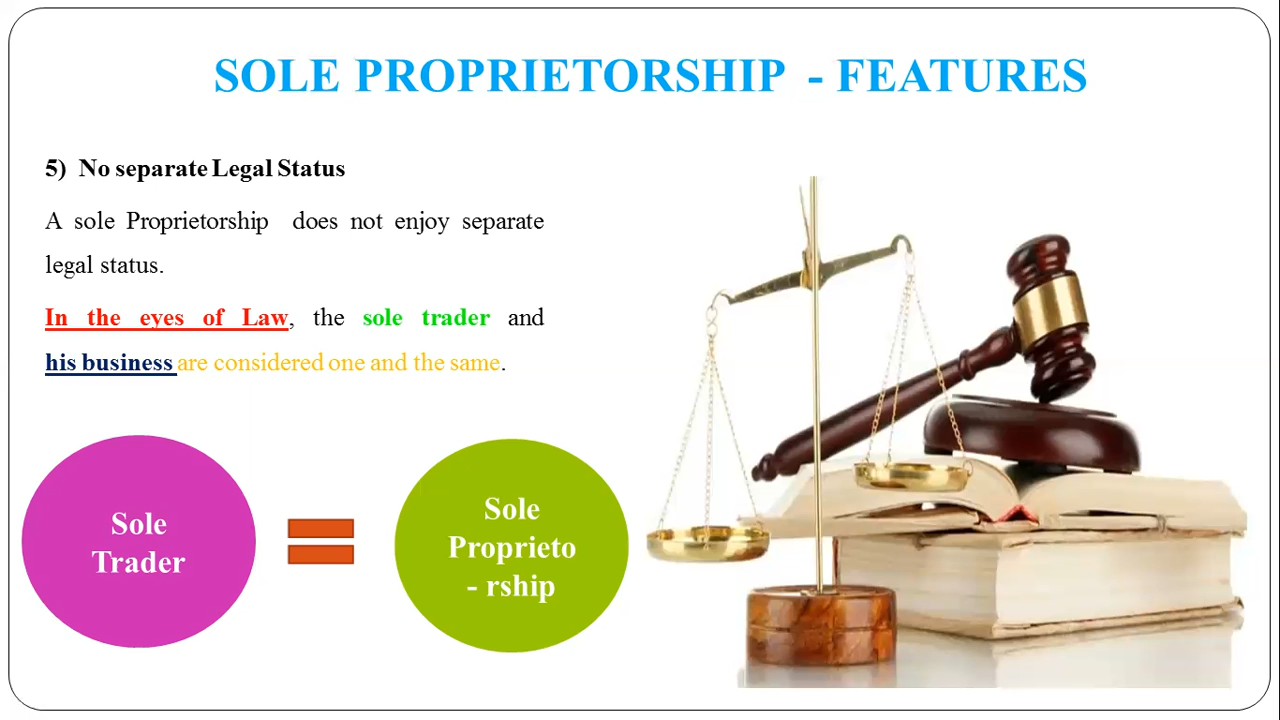 SOLE PROPRIETORSHIP - FEATURES
5) No separate Legal Status
A sole Proprietorship does not enjoy separate
legal status.
In the eyes of Law, the sole trader and
his business are considered one and the same.
Sole
Trader
Sole
Proprieto
- rship